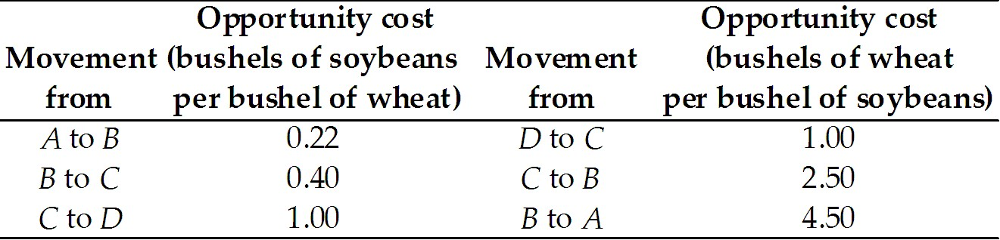 Opportunity cost Opportunity cost
Movement (bushels of soybeans Movement (bushels of wheat
from per bushel of wheat) from per bushel of soybeans)
A to B 0.22 D to C 1.00
B to C 0.40 C to B 2.50
C to D 1.00 B to A 4.50